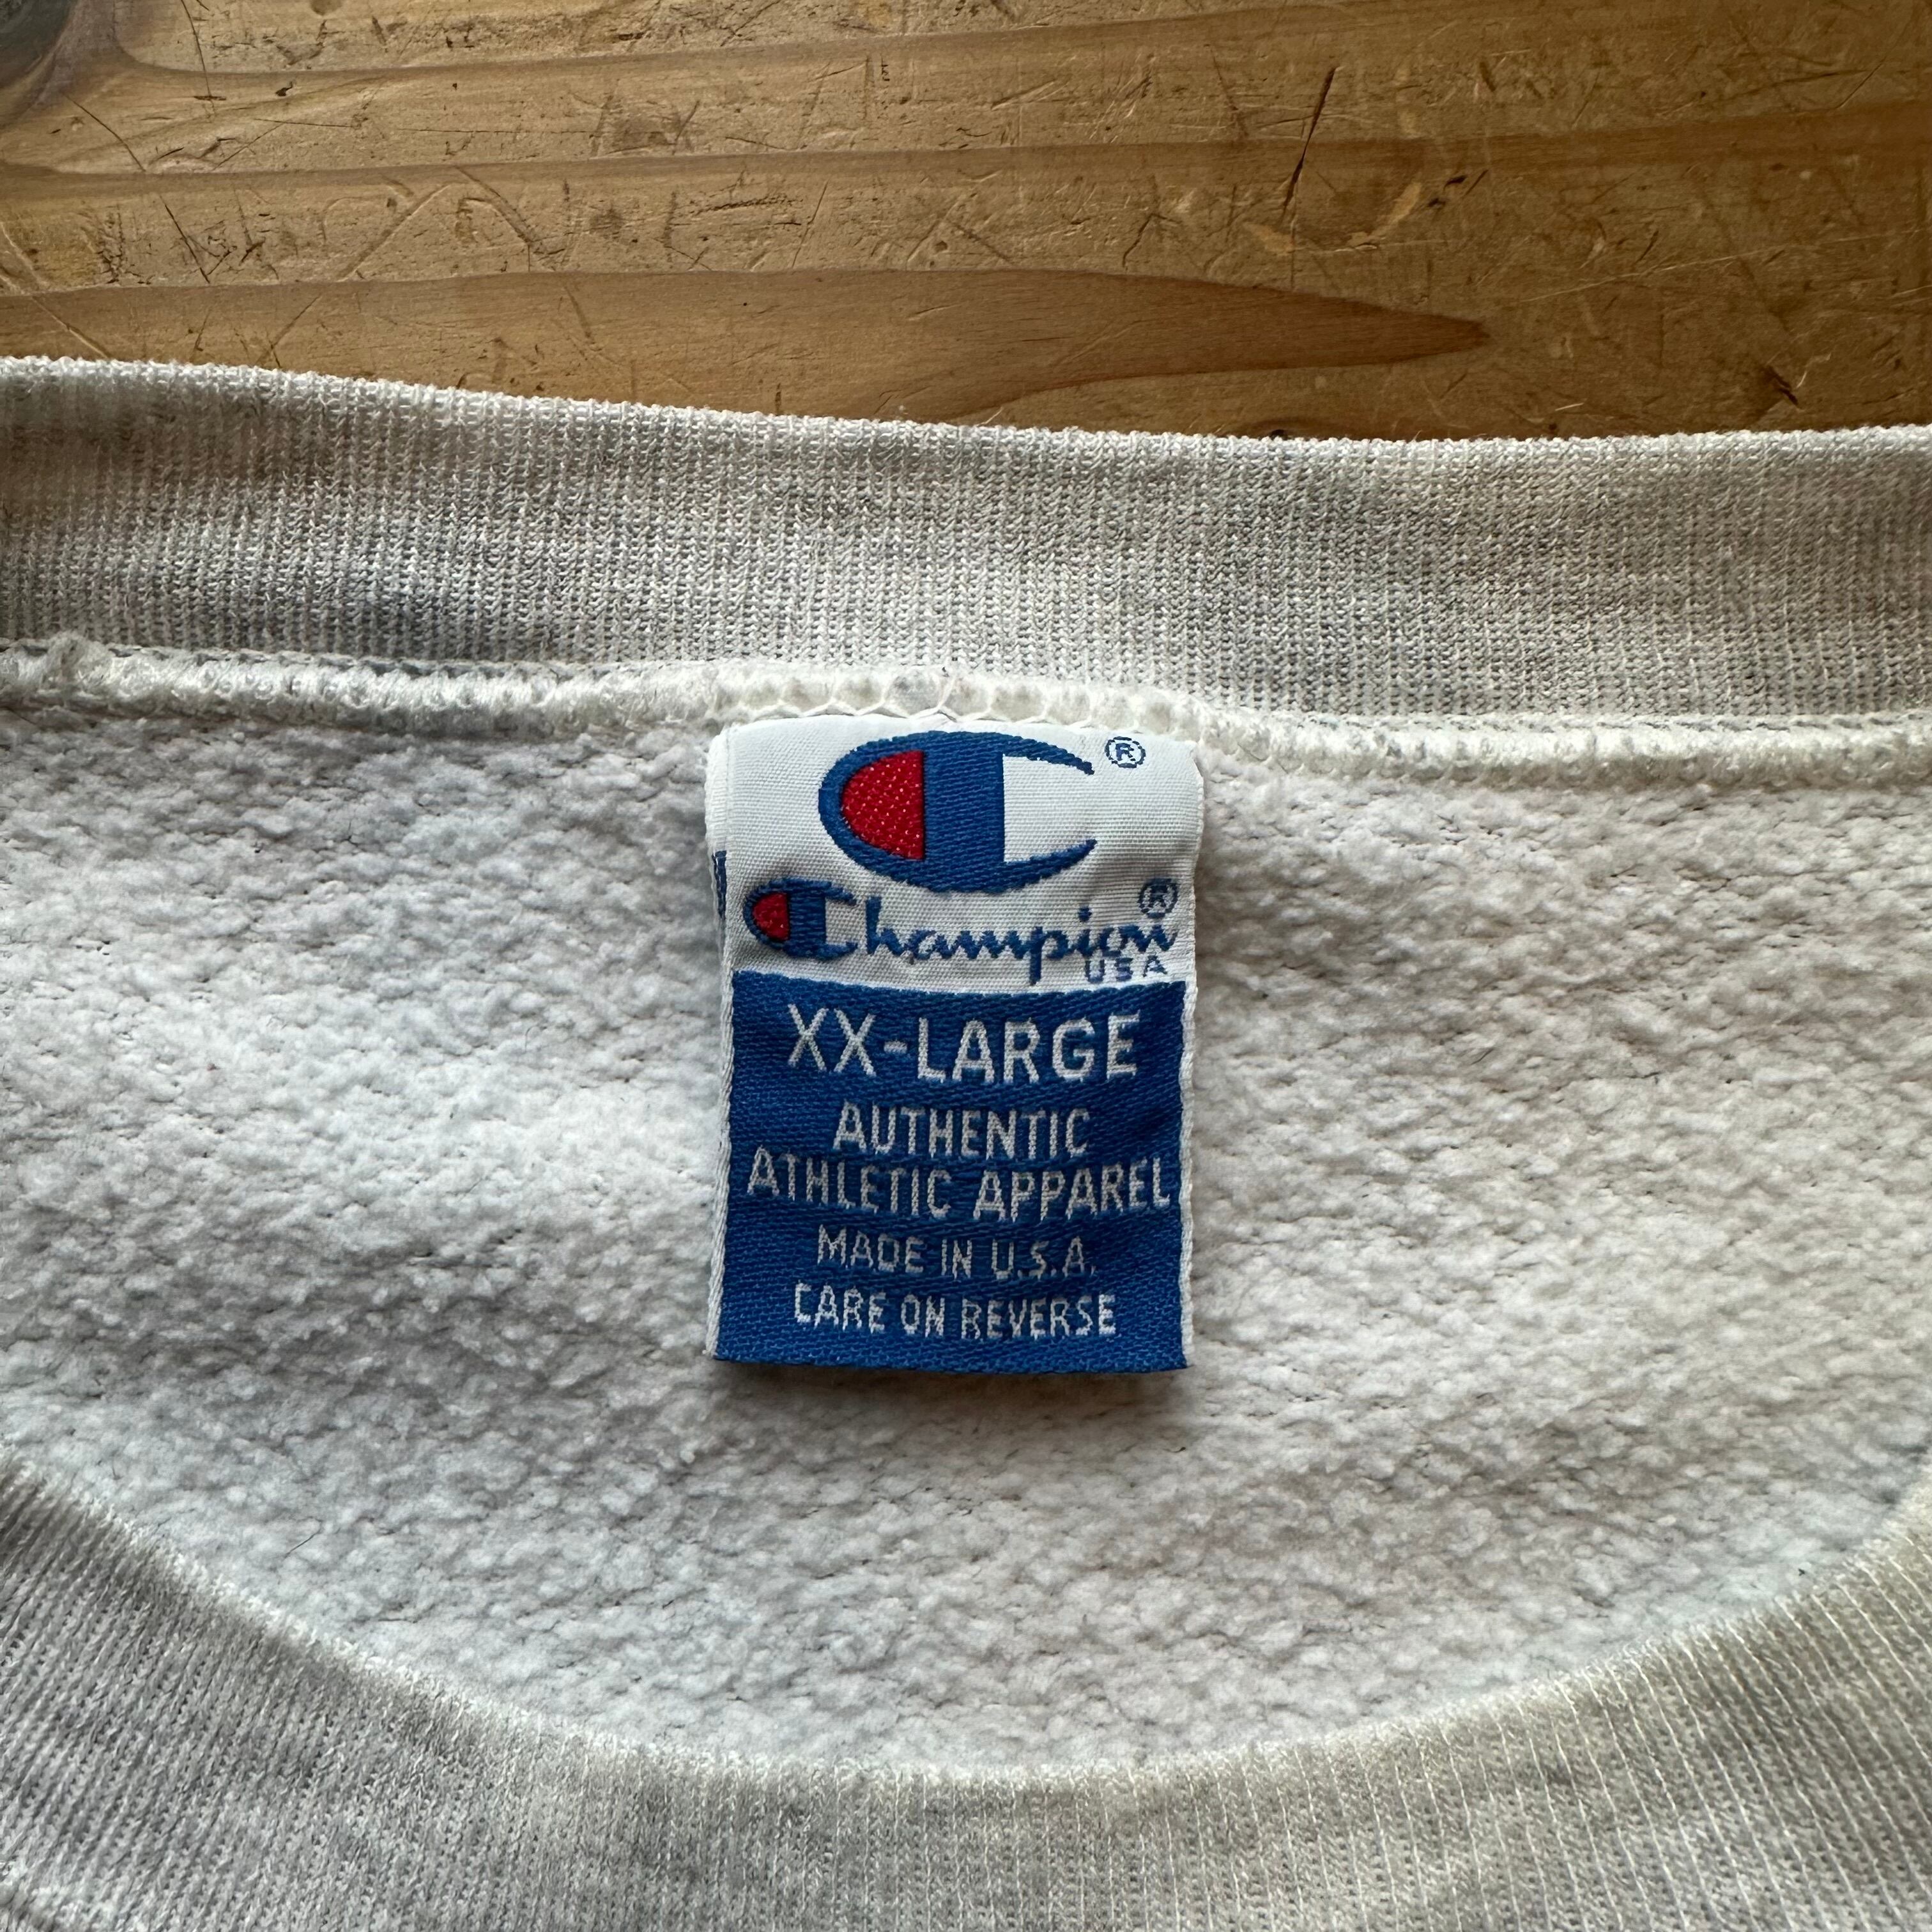 ®
Champion®
USA
XX-LARGE
AUTHENTIC
ATHLETIC APPAREL
MADE IN U.S.A.
CARE ON REVERSE